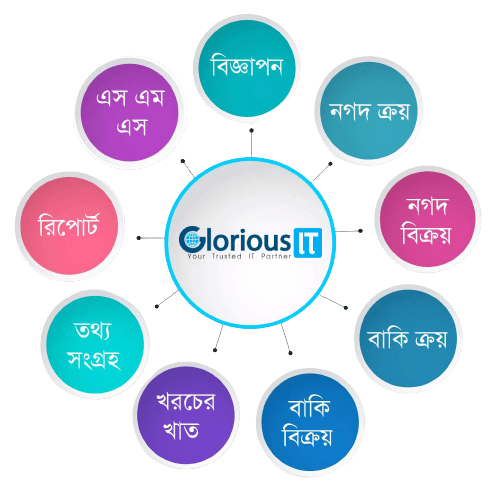 বিজ্ঞাপন
নগদ ক্রয়
নগদ
বিক্রয়
বাকি ক্রয়
বাকি
বিক্রয়
খরচের
খাত
তথ্য
সংগ্রহ
রিপোর্ট
এস এম
এস
Glorious IT
Your Trusted IT Partner